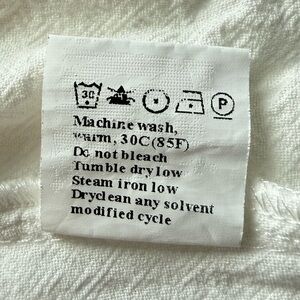 30
P
Machine wash,
warm, 30C(85F)
Do not bleach
Tumble dry low
Steam iron low
Dryclean any solvent
modified cycle